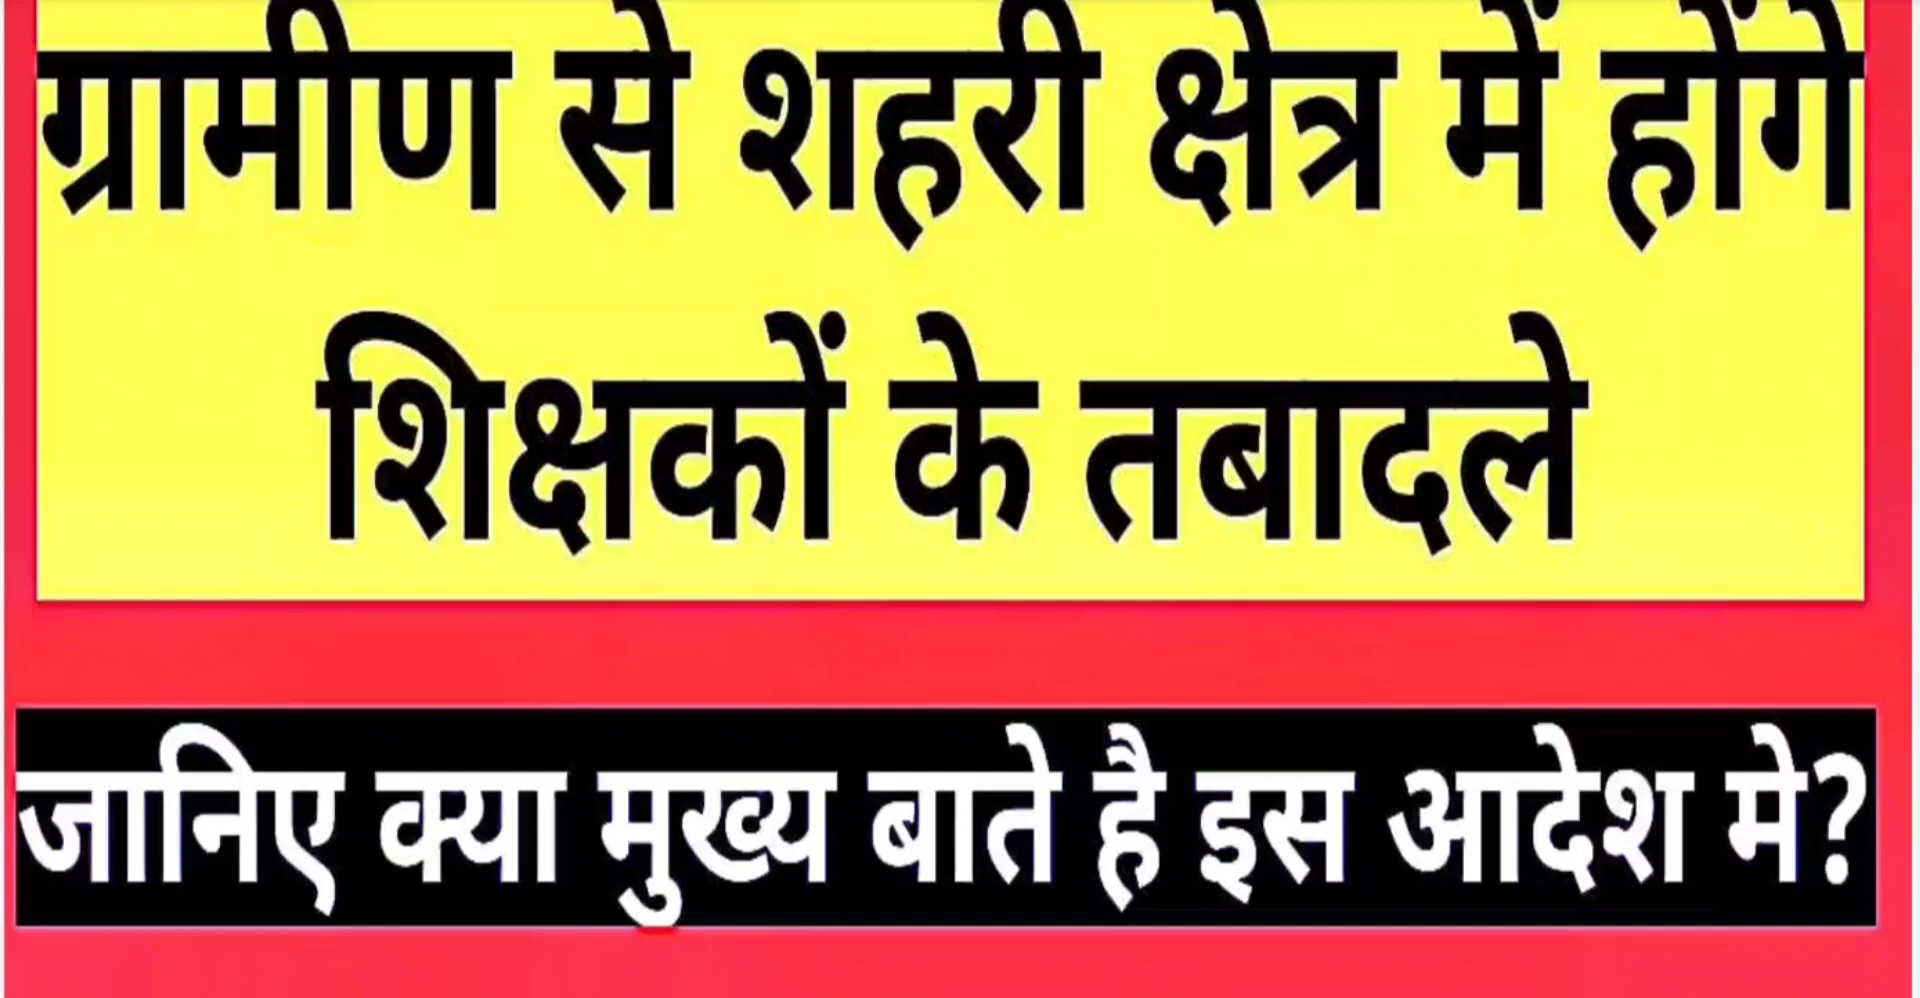 ग्रामीण से शहरी क्षेत्र में होंगे
शिक्षकों के तबादले
जानिए क्या मुख्य बाते है इस आदेश मे?